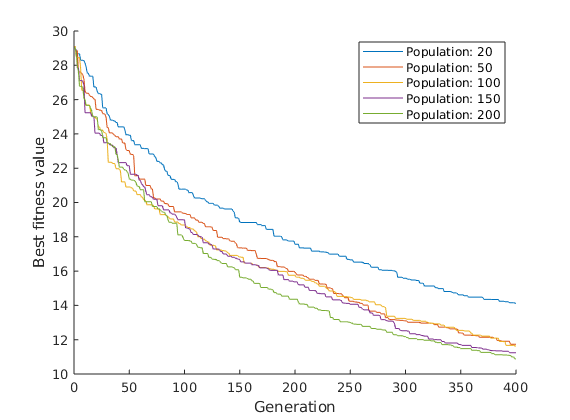 30
28
26
24
22
20
18
16
14
12
10
Best fitness value
Population: 20
Population: 50
Population: 100
Population: 150
Population: 200
0 50 100 150 200 250 300 350 400
Generation